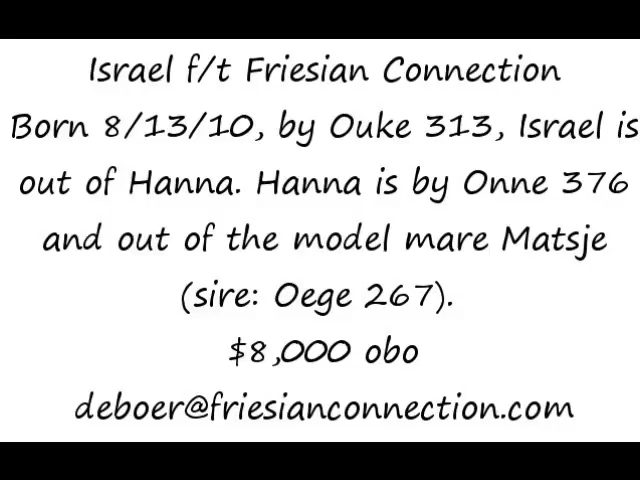 Israel f/t Friesian Connection
Born 8/13/10, by Ouke 313, Israel is
out of Hanna. Hanna is by Onne 376
and out of the model mare Matsje
(sire: Oege 267).
$8,000 obo
deboer@friesianconnection.com